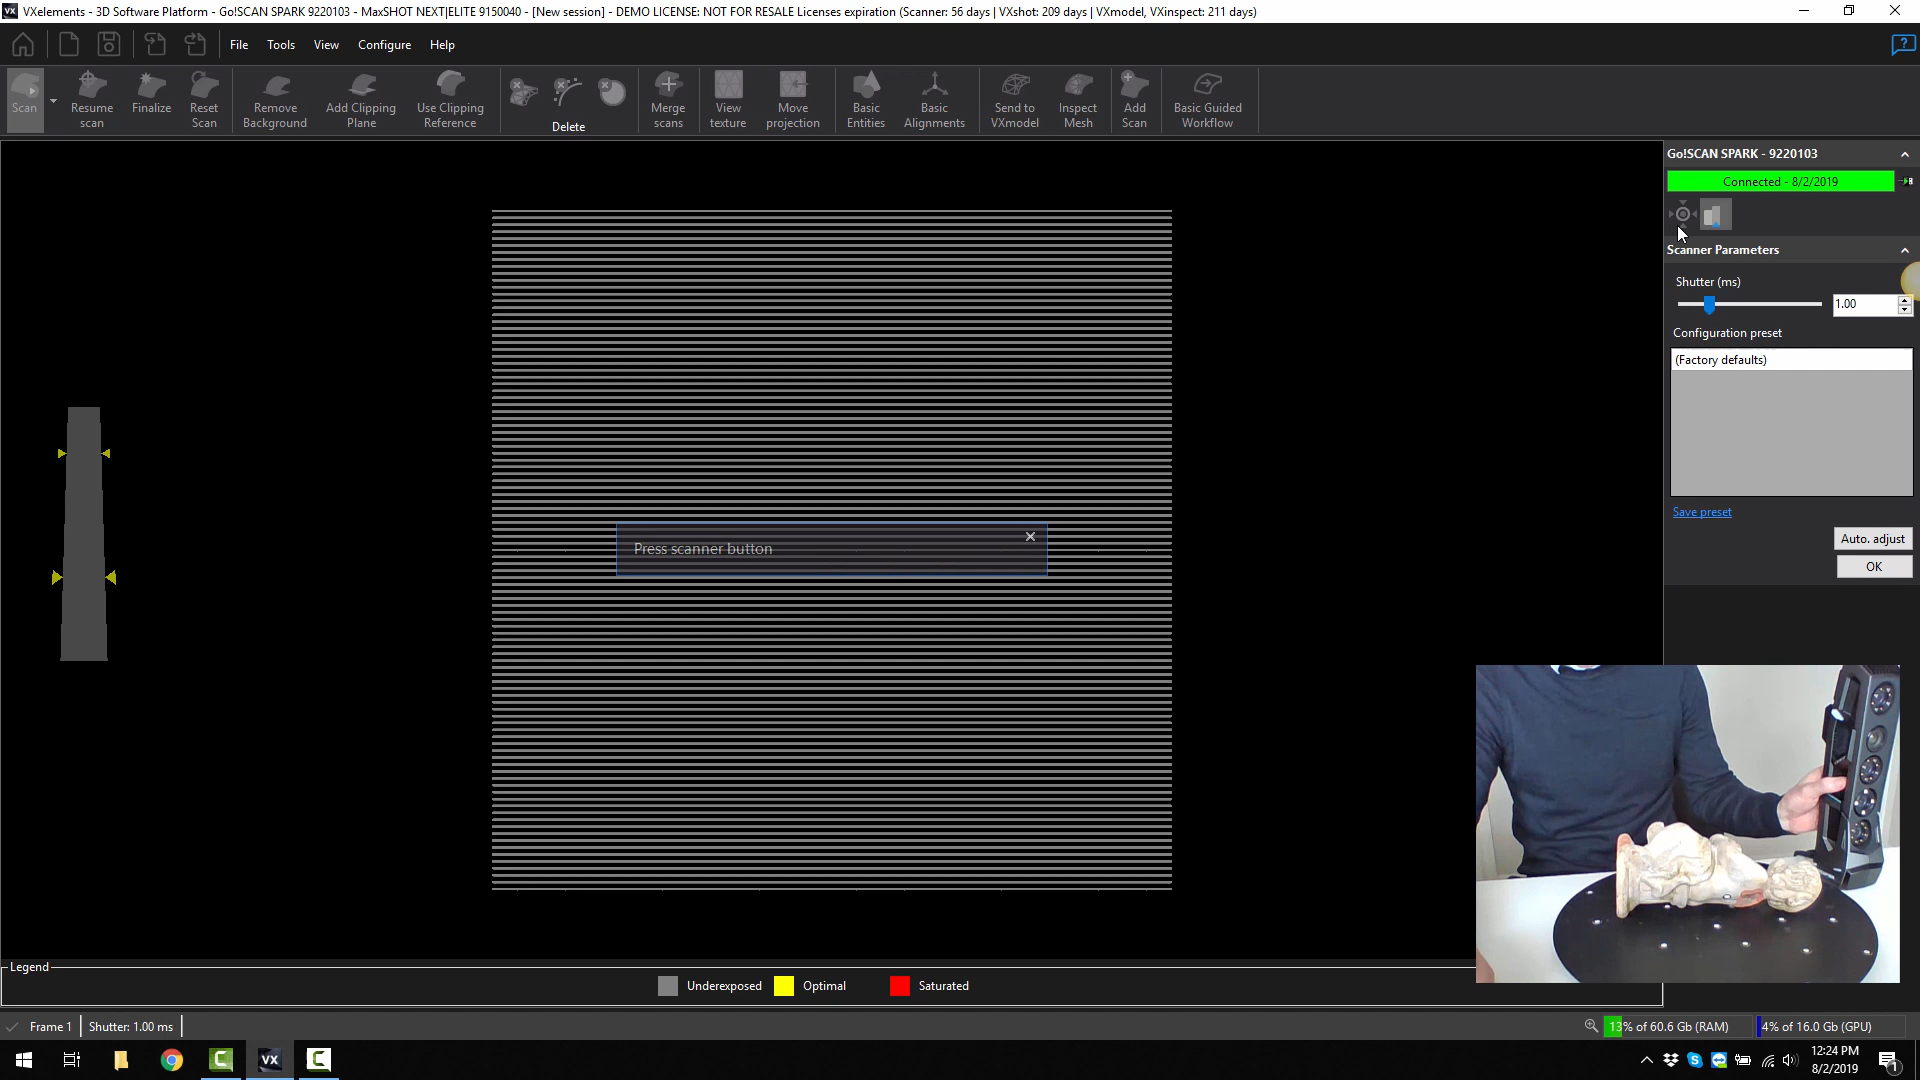 VXelements - 3D Software Platform - Go!SCAN SPARK 9220103 - MaxSHOT NEXT|ELITE 9150040 - [New session] - DEMO LICENSE: NOT FOR RESALE Licenses expiration (Scanner: 56 days | VXshot: 209 days | VXmodel, VXinspect: 211 days)
File Tools View Configure Help
Scan
Resume scan
Finalize
Reset Scan
Remove Background
Add Clipping Plane
Use Clipping Reference
Delete
Merge scans
View texture
Move projection
Basic Entities
Basic Alignments
Send to VXmodel
Inspect Mesh
Add Scan
Basic Guided Workflow
Go!SCAN SPARK - 9220103
Connected - 8/2/2019
Scanner Parameters
Shutter (ms)
1.00
Configuration preset
(Factory defaults)
Save preset
Auto. adjust
OK
Press scanner button
Legend
Underexposed Optimal Saturated
Frame 1 Shutter: 1.00 ms
13% of 60.6 Gb (RAM) 4% of 16.0 Gb (GPU)
VX
12:24 PM
8/2/2019
1